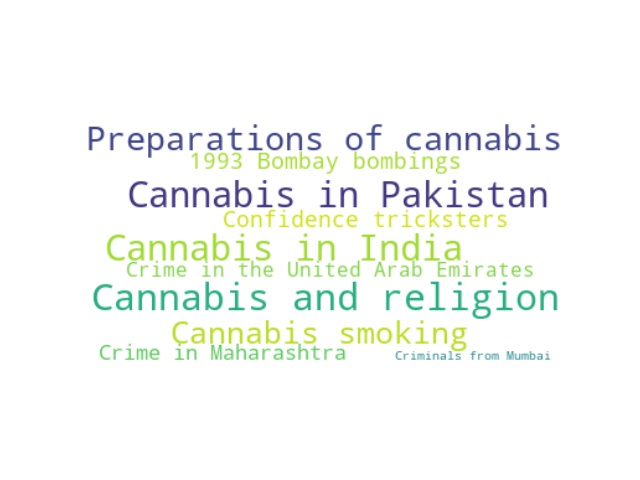 Preparations of cannabis
1993 Bombay bombings
Cannabis in Pakistan
Confidence tricksters
Cannabis in India
Crime in the United Arab Emirates
Cannabis and religion
Cannabis smoking
Crime in Maharashtra
Criminals from Mumbai